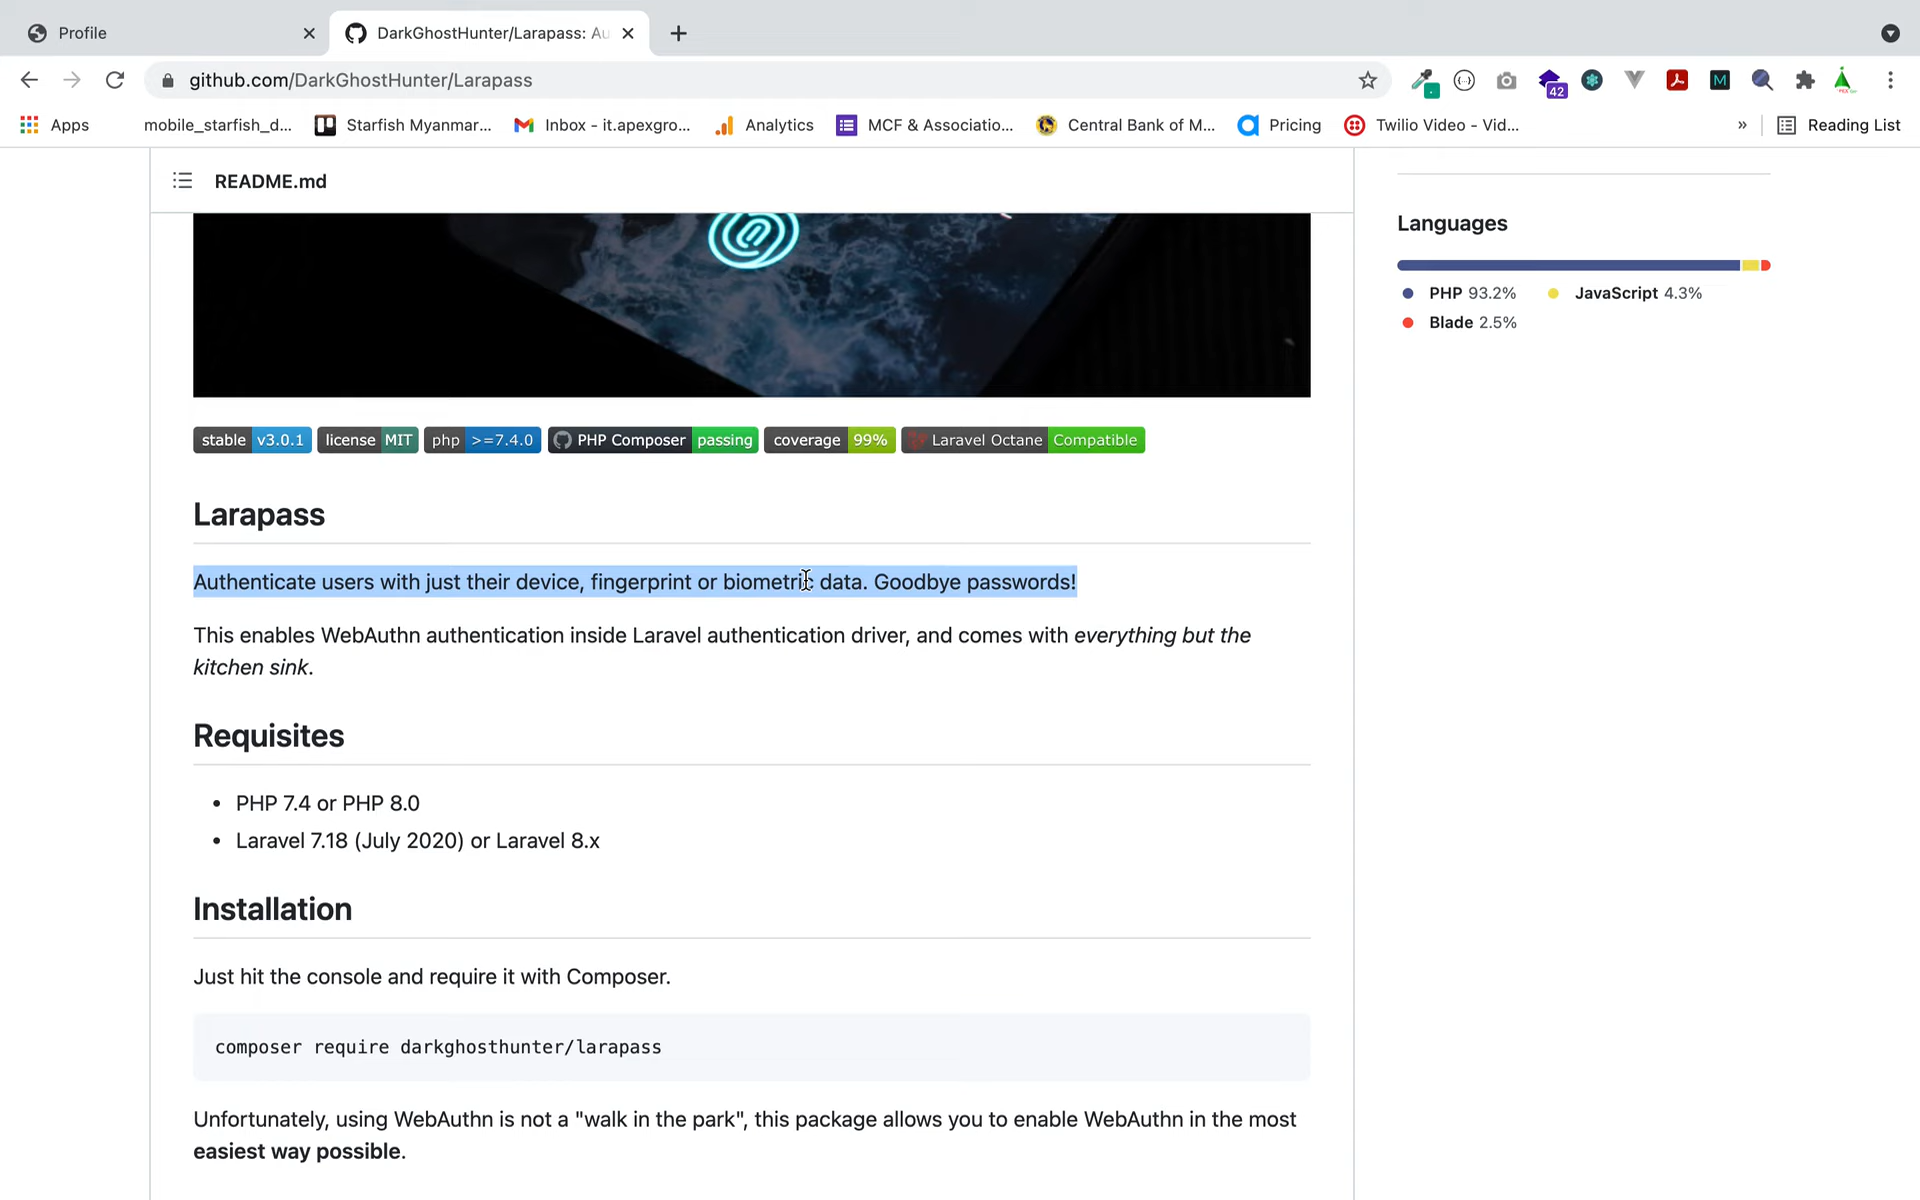 Profile
DarkGhostHunter/Larapass: Au
github.com/DarkGhostHunter/Larapass
42
M
Apps
mobile_starfish_d...
Starfish Myanmar...
Inbox - it.apexgro...
Analytics
MCF & Associatio...
Central Bank of M...
Pricing
Twilio Video - Vid...
»
Reading List
README.md
stable v3.0.1
license MIT
php >=7.4.0
PHP Composer passing
coverage 99%
Laravel Octane Compatible
Larapass
Authenticate users with just their device, fingerprint or biometric data. Goodbye passwords!
This enables WebAuthn authentication inside Laravel authentication driver, and comes with everything but the
kitchen sink.
Requisites
• PHP 7.4 or PHP 8.0
• Laravel 7.18 (July 2020) or Laravel 8.x
Installation
Just hit the console and require it with Composer.
composer require darkghosthunter/larapass
Unfortunately, using WebAuthn is not a "walk in the park", this package allows you to enable WebAuthn in the most
easiest way possible.
Languages
PHP 93.2%
JavaScript 4.3%
Blade 2.5%